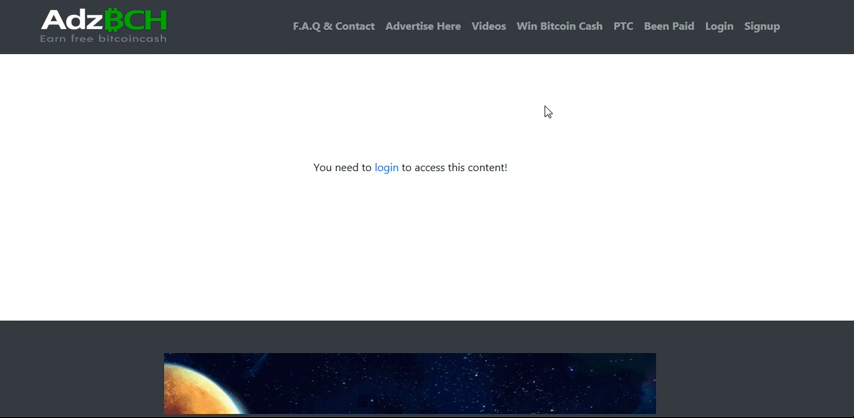 AdzBCH
Earn free bitcoincash
F.A.Q & Contact Advertise Here Videos Win Bitcoin Cash PTC Been Paid Login Signup
You need to login to access this content!